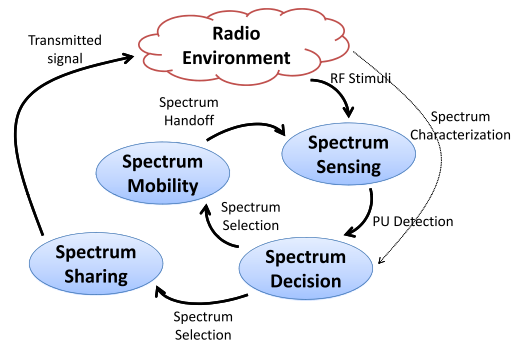 Transmitted
signal
Radio
Environment
RF Stimuli
Spectrum
Handoff
Spectrum
Characterization
Spectrum
Sensing
Spectrum
Mobility
Spectrum
Selection
PU Detection
Spectrum
Sharing
Spectrum
Decision
Spectrum
Selection